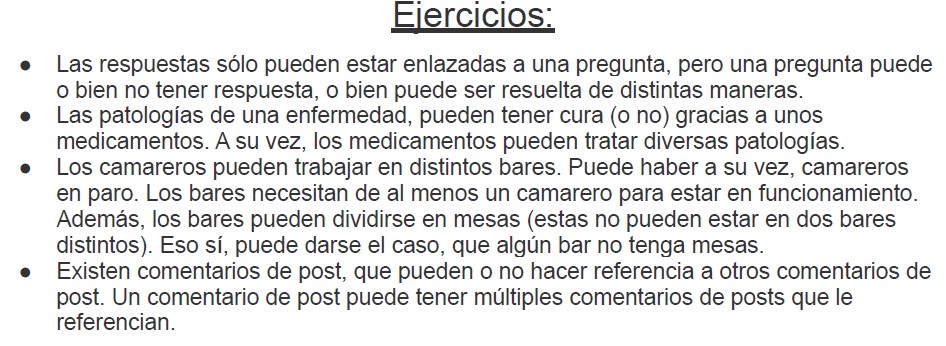 Ejercicios:
● Las respuestas sólo pueden estar enlazadas a una pregunta, pero una pregunta puede
o bien no tener respuesta, o bien puede ser resuelta de distintas maneras.
● Las patologías de una enfermedad, pueden tener cura (o no) gracias a unos
medicamentos. A su vez, los medicamentos pueden tratar diversas patologías.
● Los camareros pueden trabajar en distintos bares. Puede haber a su vez, camareros
en paro. Los bares necesitan de al menos un camarero para estar en funcionamiento.
Además, los bares pueden dividirse en mesas (estas no pueden estar en dos bares
distintos). Eso sí, puede darse el caso, que algún bar no tenga mesas.
● Existen comentarios de post, que pueden o no hacer referencia a otros comentarios de
post. Un comentario de post puede tener múltiples comentarios de posts que le
referencian.